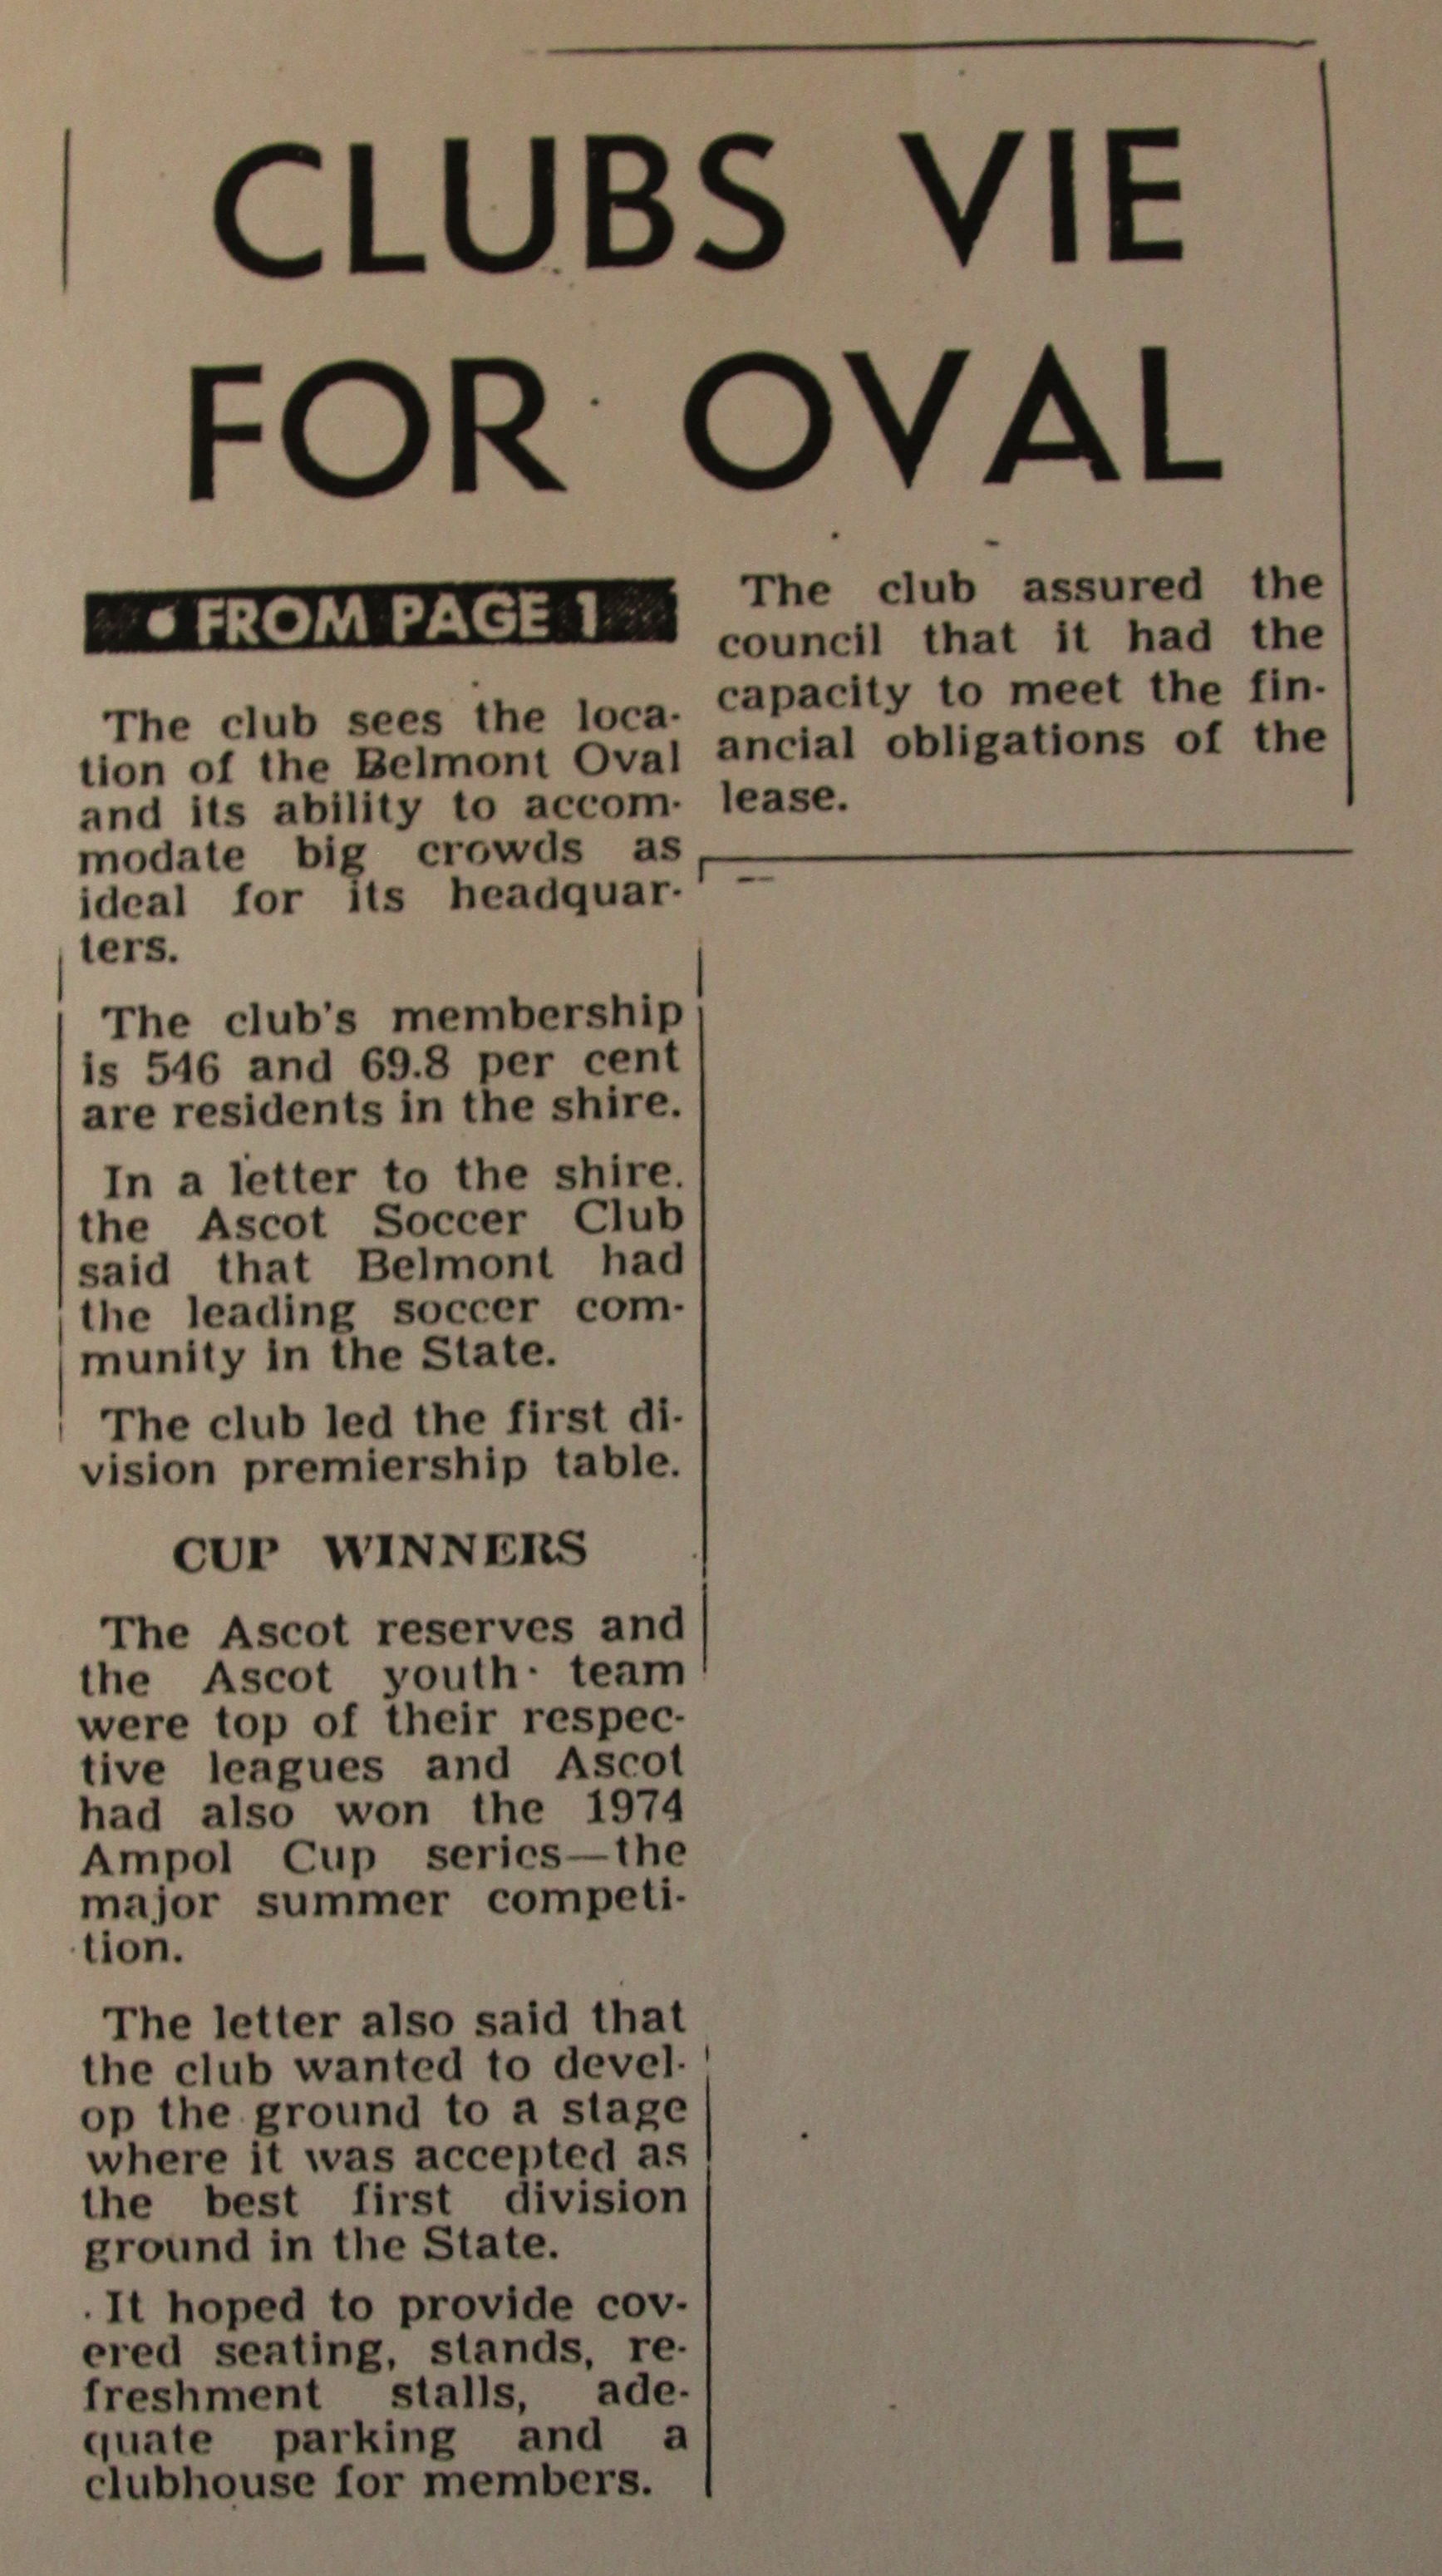 CLUBS VIE
FOR OVAL
• FROM PAGE 1
The club sees the loca-
tion of the Belmont Oval
and its ability to accom-
modate big crowds as
ideal for its headquar-
ters.
The club's membership
is 546 and 69.8 per cent
are residents in the shire.
In a letter to the shire.
the Ascot Soccer Club
said that Belmont had
the leading soccer com-
munity in the State.
The club led the first di-
vision premiership table.
CUP WINNERS
The Ascot reserves and
the Ascot youth team
were top of their respec-
tive leagues and Ascot
had also won the 1974
Ampol Cup series—the
major summer competi-
tion.
The letter also said that
the club wanted to devel-
op the ground to a stage
where it was accepted as
the best first division
ground in the State.
It hoped to provide cov-
ered seating, stands, re-
freshment stalls, ade-
quate parking and a
clubhouse for members.
The club assured the
council that it had the
capacity to meet the fin-
ancial obligations of the
lease.